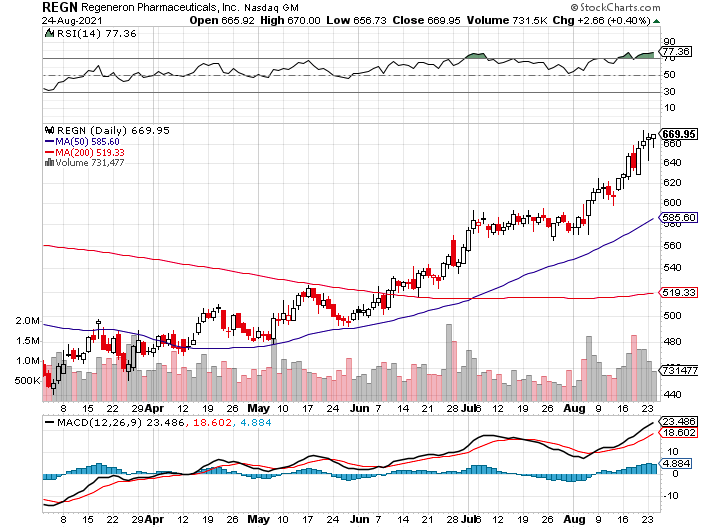 REGN Regeneron Pharmaceuticals, Inc. Nasdaq GM © StockCharts.com
24-Aug-2021 Open 665.92 High 670.00 Low 656.73 Close 669.95 Volume 731.5K Chg +2.66 (+0.40%)
RSI(14) 77.36
90
77.36
70
50
30
10
REGN (Daily) 669.95
MA(50) 585.60
MA(200) 519.33
Volume 731,477
669.95
660
640
620
600
585.60
580
560
540
519.33
500
2.0M
480
1.5M
460
1.0M
731477
500K
440
8 15 22 29 Apr 12 19 26 May 10 17 24 Jun 7 14 21 28 Jul 6 12 19 26 Aug 9 16 23
MACD(12,26,9) 23.486, 18.602, 4.884
23.486
18.602
10
4.884
0
-10
8 15 22 29 Apr 12 19 26 May 10 17 24 Jun 7 14 21 28 Jul 6 12 19 26 Aug 9 16 23